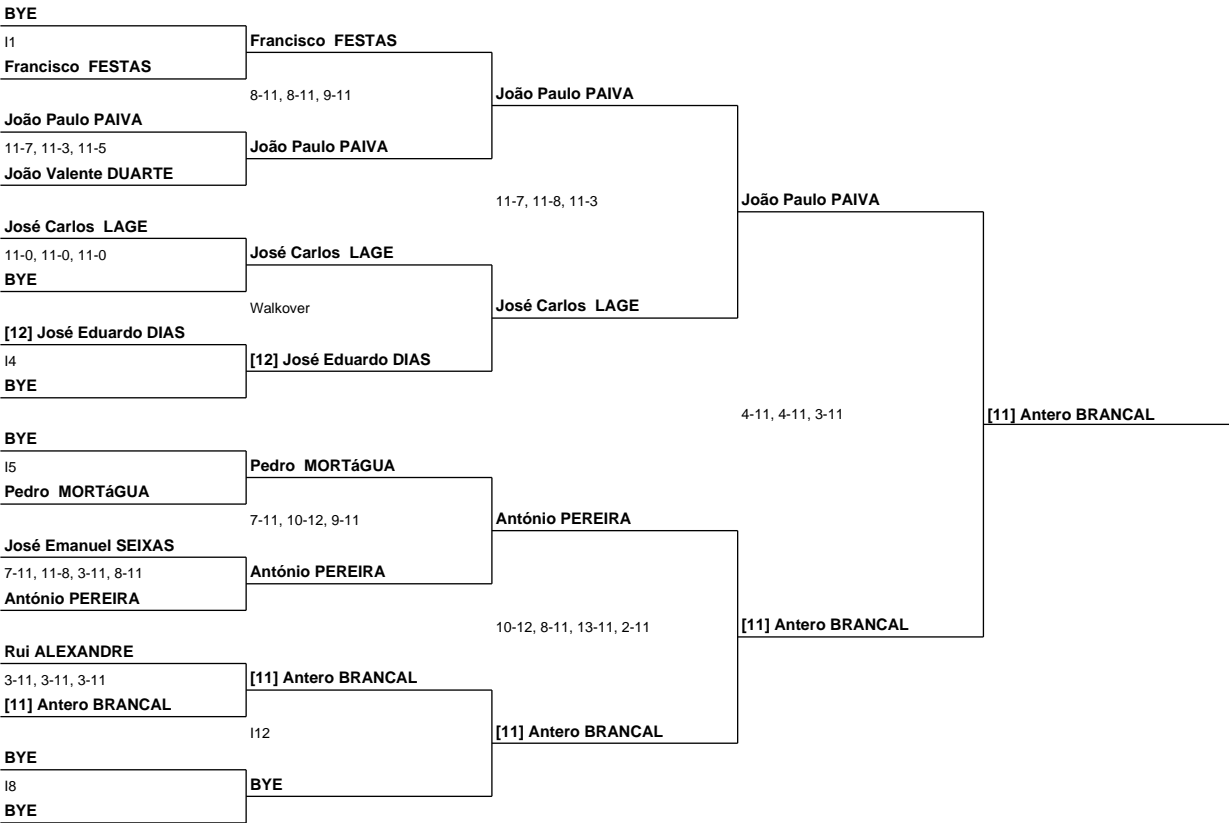 BYE
I1
Francisco FESTAS
Francisco FESTAS
8-11, 8-11, 9-11
João Paulo PAIVA
João Paulo PAIVA
11-7, 11-3, 11-5
João Paulo PAIVA
João Valente DUARTE
11-7, 11-8, 11-3
João Paulo PAIVA
José Carlos LAGE
11-0, 11-0, 11-0
José Carlos LAGE
BYE
Walkover
José Carlos LAGE
[12] José Eduardo DIAS
I4
[12] José Eduardo DIAS
BYE
4-11, 4-11, 3-11
[11] Antero BRANCAL
BYE
I5
Pedro MORTáGUA
Pedro MORTáGUA
7-11, 10-12, 9-11
António PEREIRA
José Emanuel SEIXAS
7-11, 11-8, 3-11, 8-11
António PEREIRA
António PEREIRA
10-12, 8-11, 13-11, 2-11
[11] Antero BRANCAL
Rui ALEXANDRE
3-11, 3-11, 3-11
[11] Antero BRANCAL
[11] Antero BRANCAL
I12
[11] Antero BRANCAL
BYE
I8
BYE
BYE